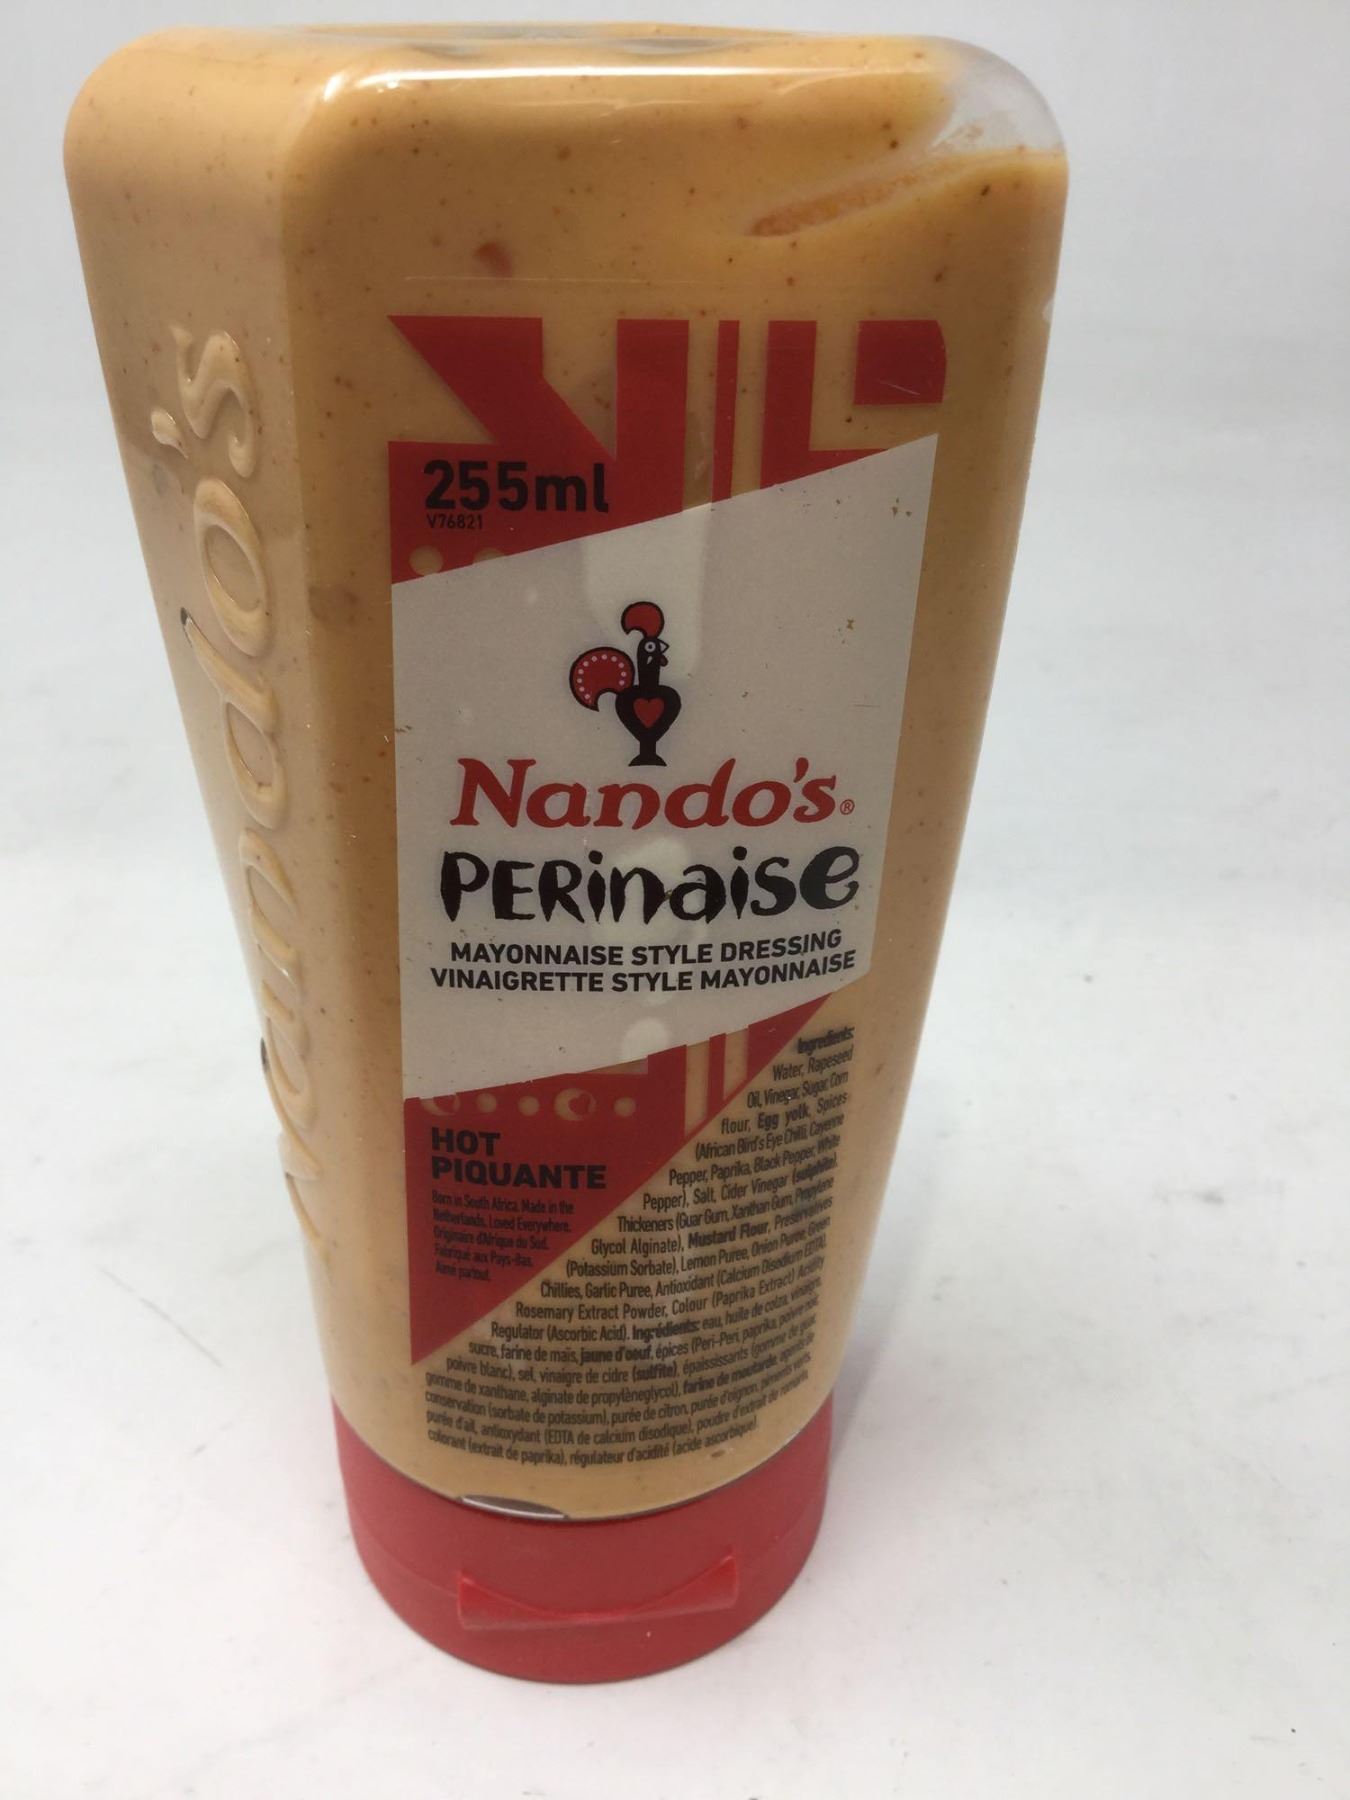 255ml
V76821
Nando's
Nando's®
PERinaise
MAYONNAISE STYLE DRESSING
VINAIGRETTE STYLE MAYONNAISE
HOT
PIQUANTE
Born in South Africa. Made in the
Netherlands. Loved Everywhere.
Originaire d'Afrique du Sud.
Fabriqué aux Pays-Bas.
Aimé partout.
Ingredients:
Water, Rapeseed
Oil, Vinegar, Sugar, Corn
flour, Egg yolk, Spices
(African Bird's Eye Chilli, Cayenne
Pepper, Paprika, Black Pepper, White
Pepper), Salt, Cider Vinegar (sulphite),
Thickeners (Guar Gum, Xanthan Gum, Propylene
Glycol Alginate), Mustard Flour, Preservatives
(Potassium Sorbate), Lemon Puree, Onion Puree, Green
Chillies, Garlic Puree, Antioxidant (Calcium Disodium EDTA),
Rosemary Extract Powder, Colour (Paprika Extract) Acidity
Regulator (Ascorbic Acid). Ingrédients: eau, huile de colza, vinaigre,
sucre, farine de maïs, jaune d'oeuf, épices (Peri-Peri, paprika, poivre noir,
poivre blanc), sel, vinaigre de cidre (sulfite), épaississants (gomme de guar,
gomme de xanthane, alginate de propylèneglycol), farine de moutarde, agents de
conservation (sorbate de potassium), purée de citron, purée d'oignon, piments verts,
purée d'ail, antioxydant (EDTA de calcium disodique), poudre d'extrait de romarin,
colorant (extrait de paprika), régulateur d'acidité (acide ascorbique).